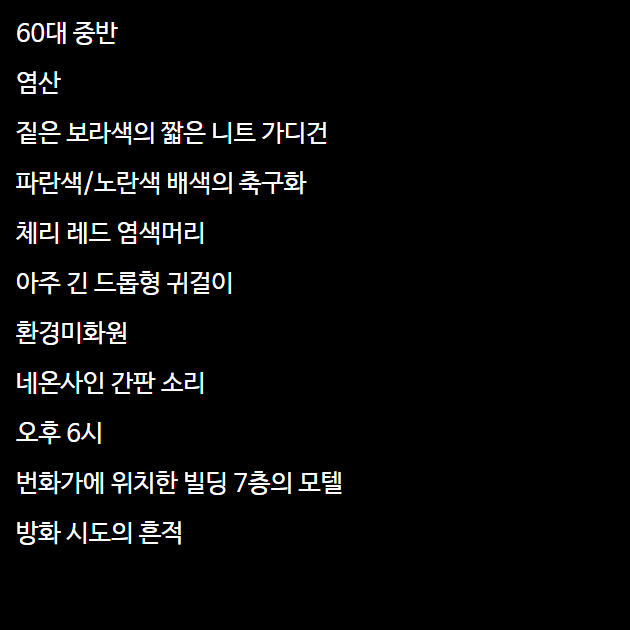 60대 중반
염산
짙은 보라색의 짧은 니트 가디건
파란색/노란색 배색의 축구화
체리 레드 염색머리
아주 긴 드롭형 귀걸이
환경미화원
네온사인 간판 소리
오후 6시
번화가에 위치한 빌딩 7층의 모텔
방화 시도의 흔적